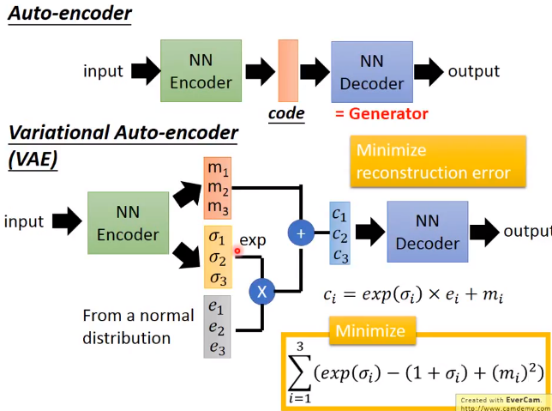 Auto-encoder
input
NN
Encoder
code
NN
Decoder
output
= Generator
Variational Auto-encoder
(VAE)
Minimize
reconstruction error
input
NN
Encoder
m₁
m₂
m₃
exp
σ₁
σ₂
σ₃
+
X
c₁
c₂
c₃
NN
Decoder
output
From a normal
distribution
e₁
e₂
e₃
cᵢ = exp(σᵢ) × eᵢ + mᵢ
Minimize
∑³ᵢ₌₁(exp(σᵢ) − (1 + σᵢ) + (mᵢ)²)
Created with EverCam.
http://www.camdemy.com